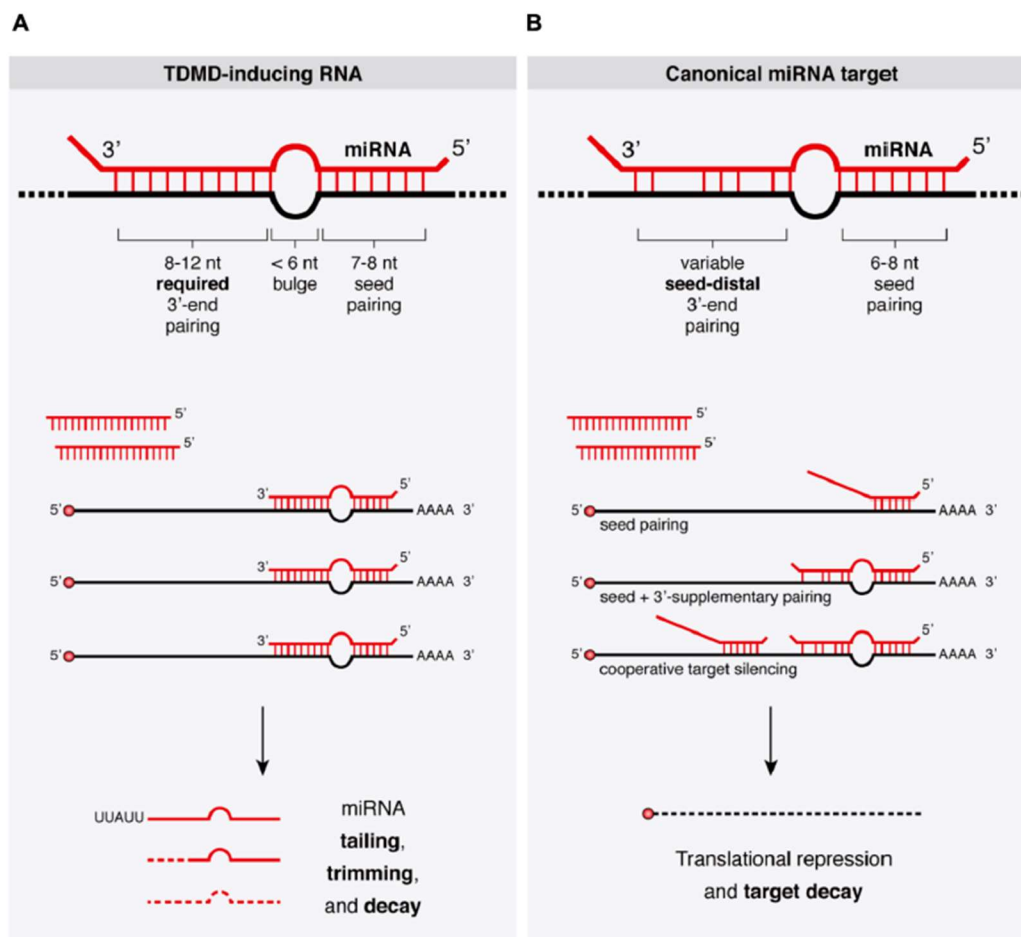 A
TDMD-inducing RNA
3’
miRNA
5’
8-12 nt
required
3’-end
pairing
< 6 nt
bulge
7-8 nt
seed
pairing
5’
5’
3’
5’
5’
AAAA 3’
3’
5’
5’
AAAA 3’
3’
5’
5’
AAAA 3’
UUAUU
miRNA
tailing,
trimming,
and decay
B
Canonical miRNA target
3’
miRNA
5’
variable
seed-distal
3’-end
pairing
6-8 nt
seed
pairing
5’
5’
5’
5’
AAAA 3’
seed pairing
5’
5’
AAAA 3’
seed + 3’-supplementary pairing
5’
5’
AAAA 3’
cooperative target silencing
Translational repression
and target decay